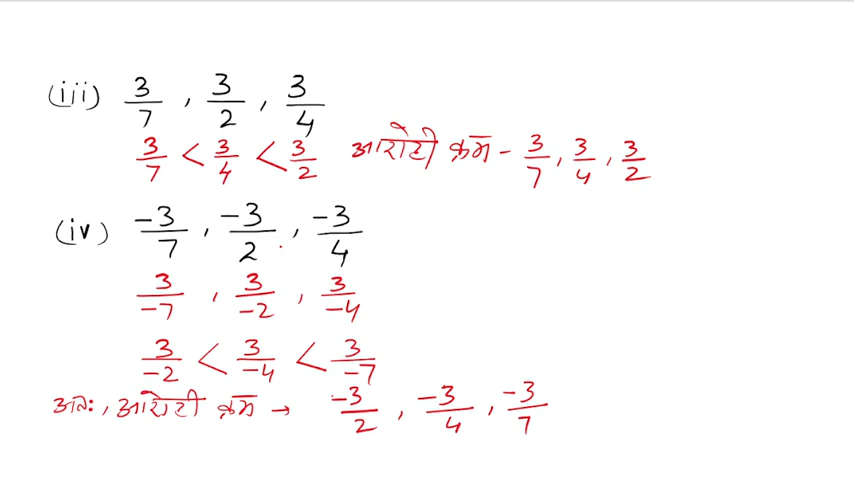 (iii) 3/7 , 3/2 , 3/4
3/7 < 3/4 < 3/2 आरोही क्रम - 3/7 , 3/4 , 3/2
(iv) -3/7 , -3/2 , -3/4
3/-7 , 3/-2 , 3/-4
3/-2 < 3/-4 < 3/-7
अतः , आरोही क्रम → -3/2 , -3/4 , -3/7